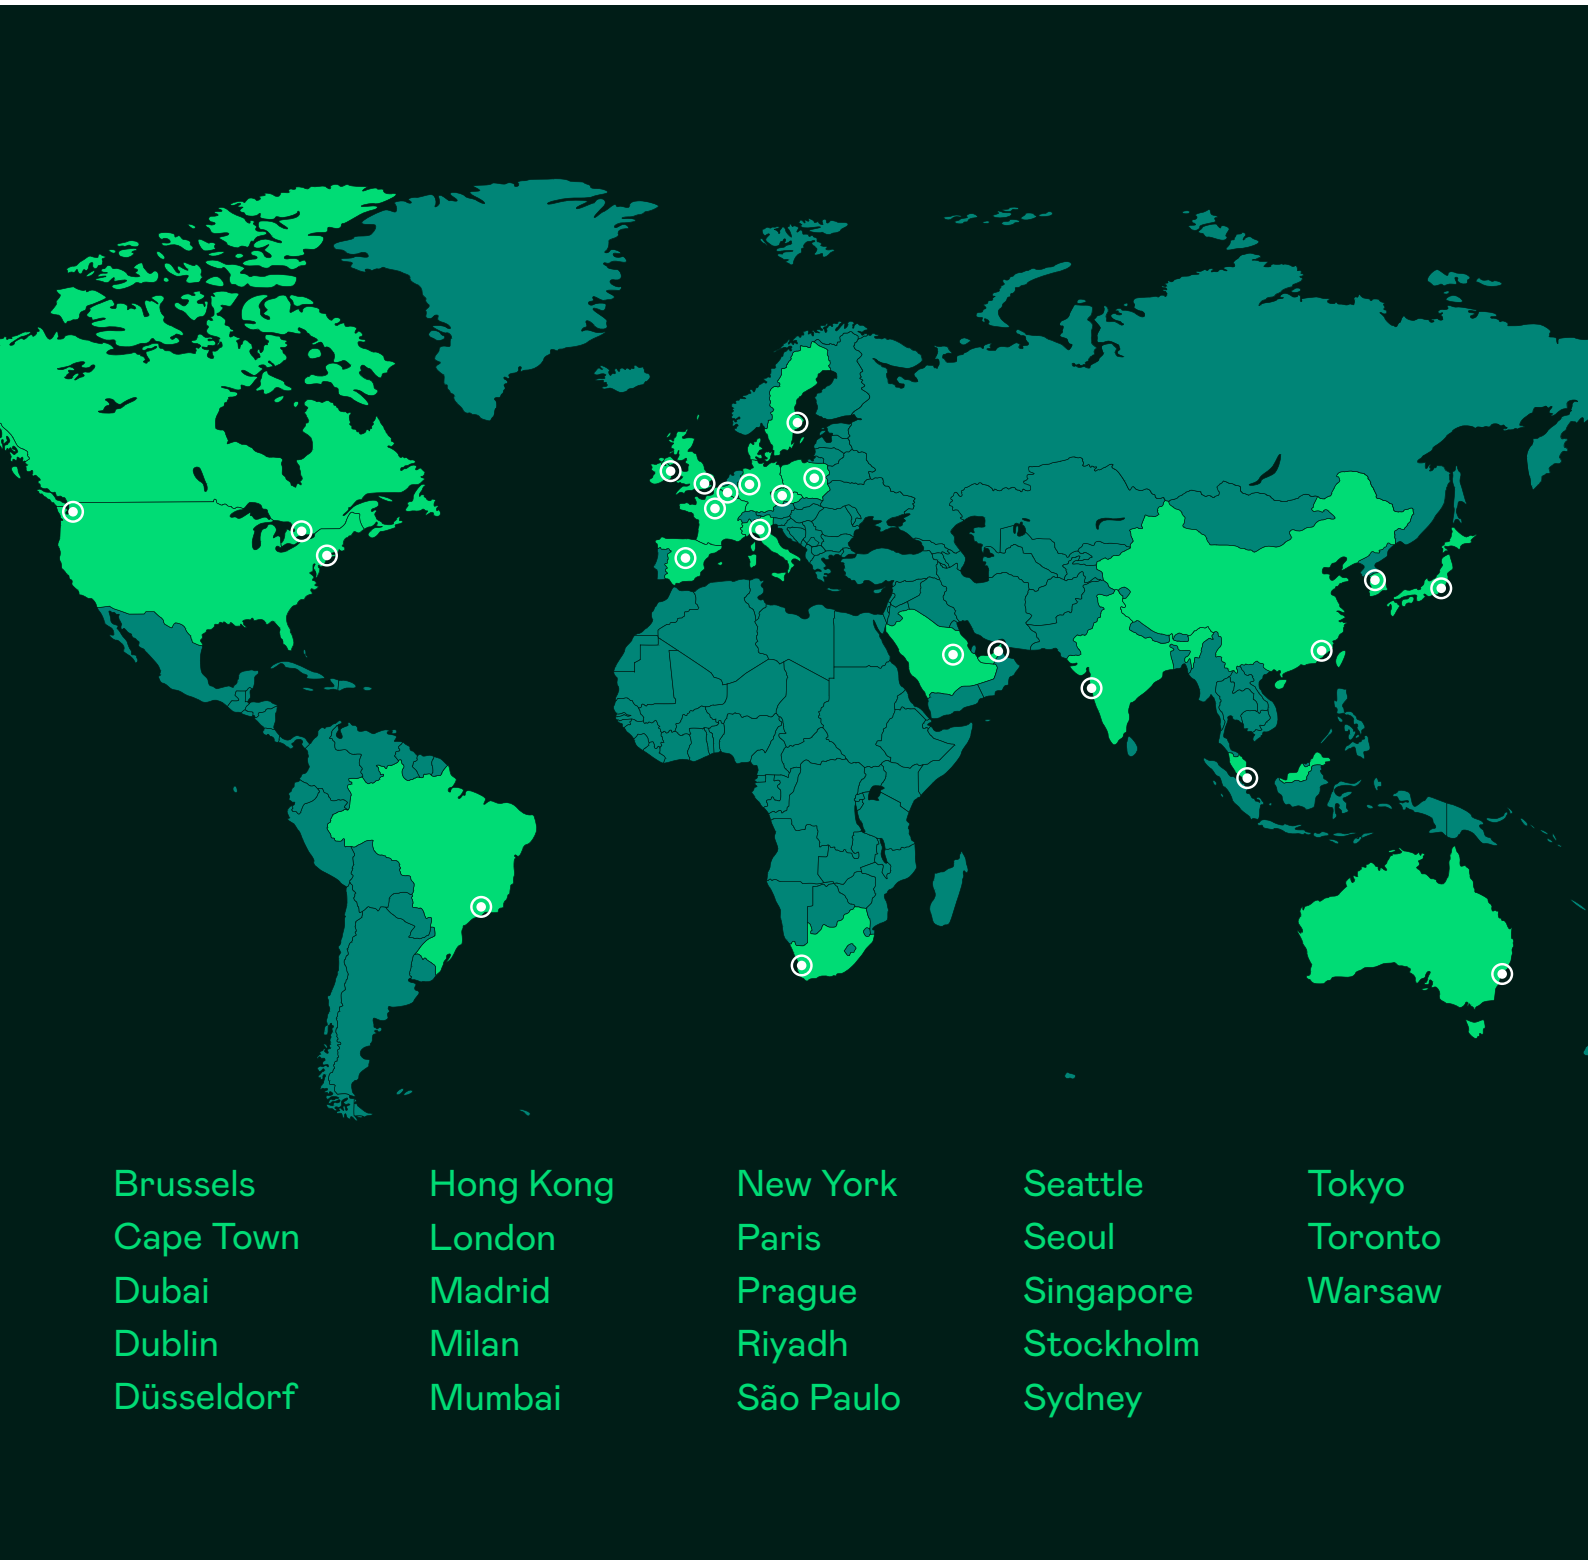 Brussels
Cape Town
Dubai
Dublin
Düsseldorf
Hong Kong
London
Madrid
Milan
Mumbai
New York
Paris
Prague
Riyadh
São Paulo
Seattle
Seoul
Singapore
Stockholm
Sydney
Tokyo
Toronto
Warsaw